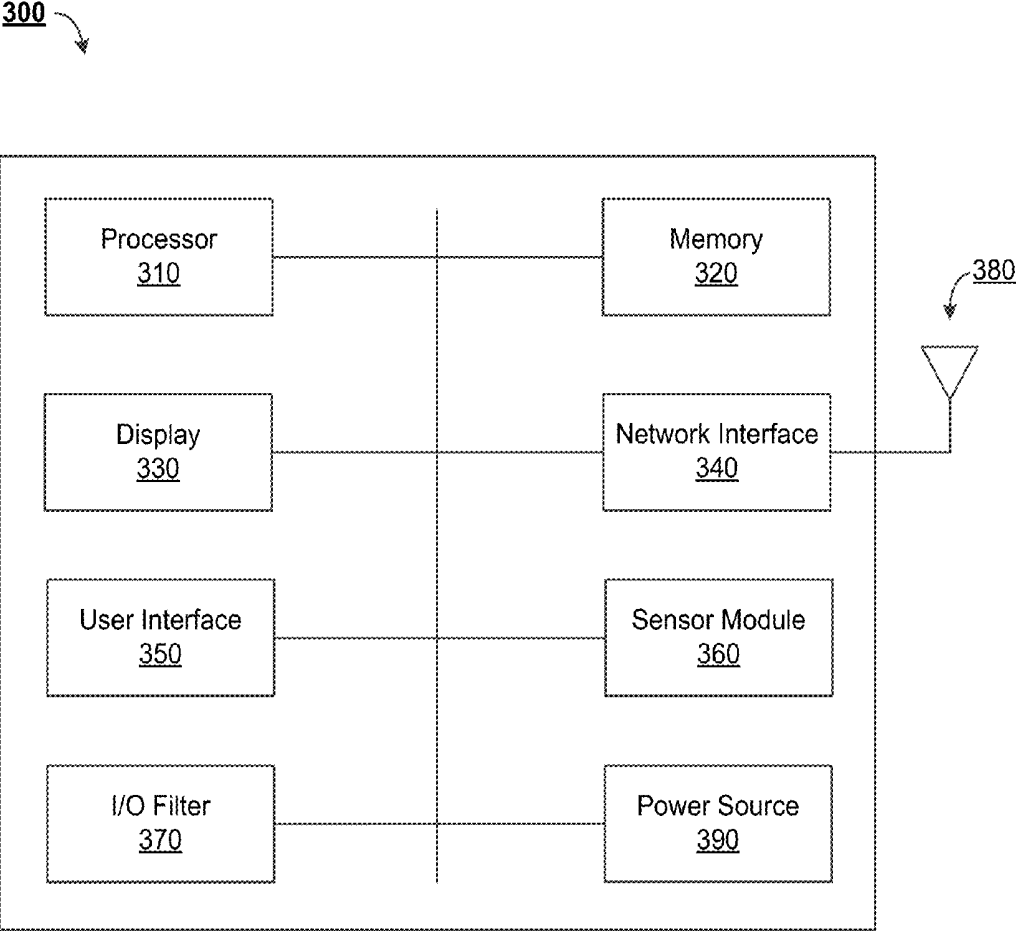 300
Processor
310
Memory
320
380
Display
330
Network Interface
340
User Interface
350
Sensor Module
360
I/O Filter
370
Power Source
390